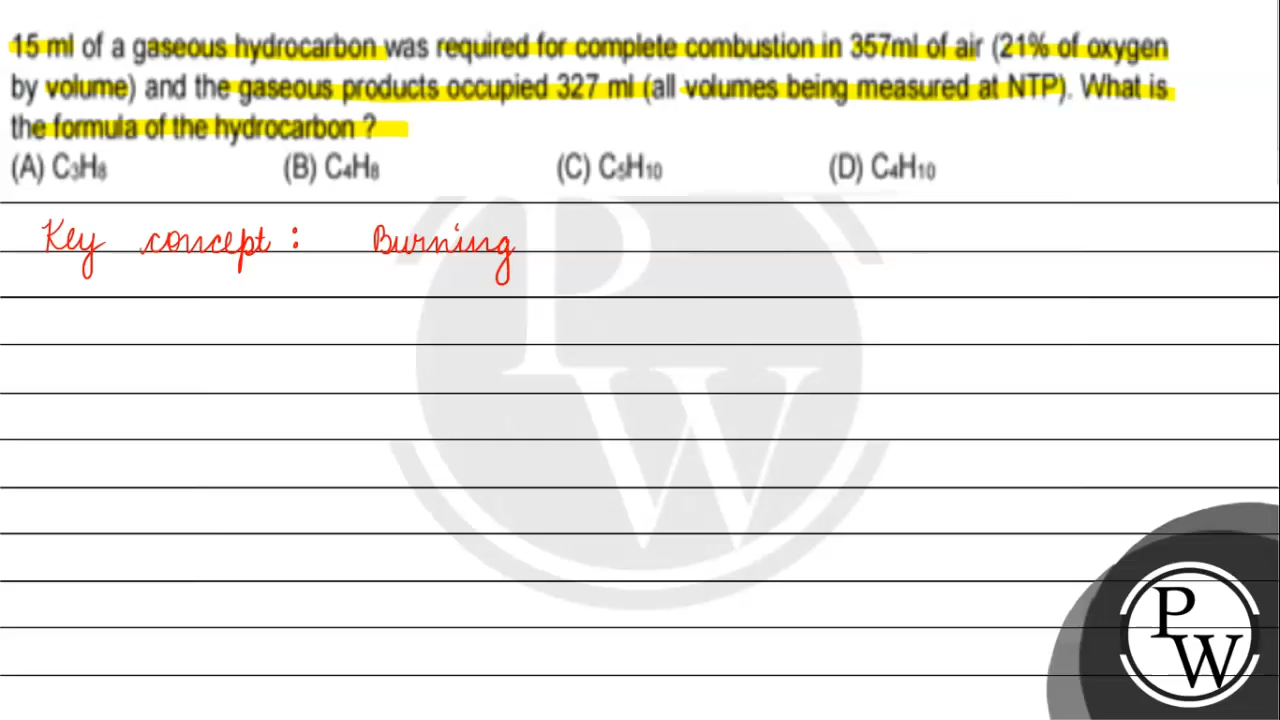 15 ml of a gaseous hydrocarbon was required for complete combustion in 357ml of air (21% of oxygen
by volume) and the gaseous products occupied 327 ml (all volumes being measured at NTP). What is
the formula of the hydrocarbon ?
(A) C₃H₈ (B) C₄H₈ (C) C₅H₁₀ (D) C₄H₁₀
Key concept : Burning
P
W
P
W